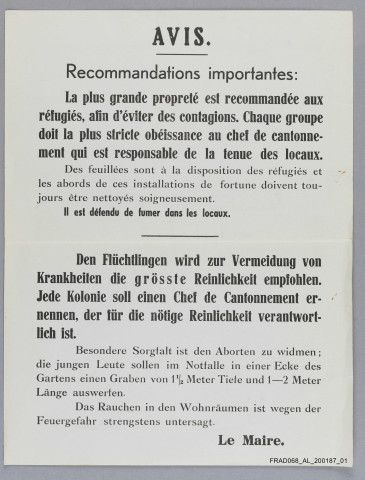 AVIS.
Recommandations importantes:
La plus grande propreté est recommandée aux
réfugiés, afin d'éviter des contagions. Chaque groupe
doit la plus stricte obéissance au chef de cantonne-
ment qui est responsable de la tenue des locaux.
Des feuillées sont à la disposition des réfugiés et
les abords de ces installations de fortune doivent tou-
jours être nettoyés soigneusement.
Il est défendu de fumer dans les locaux.
Den Flüchtlingen wird zur Vermeidung von
Krankheiten die grösste Reinlichkeit empfohlen.
Jede Kolonie soll einen Chef de Cantonnement er-
nennen, der für die nötige Reinlichkeit verantwort-
lich ist.
Besondere Sorgfalt ist den Aborten zu widmen;
die jungen Leute sollen im Notfalle in einer Ecke des
Gartens einen Graben von 1½ Meter Tiefe und 1—2 Meter
Länge auswerfen.
Das Rauchen in den Wohnräumen ist wegen der
Feuergefahr strengstens untersagt.
Le Maire.
FRAD068_AL_200187_01